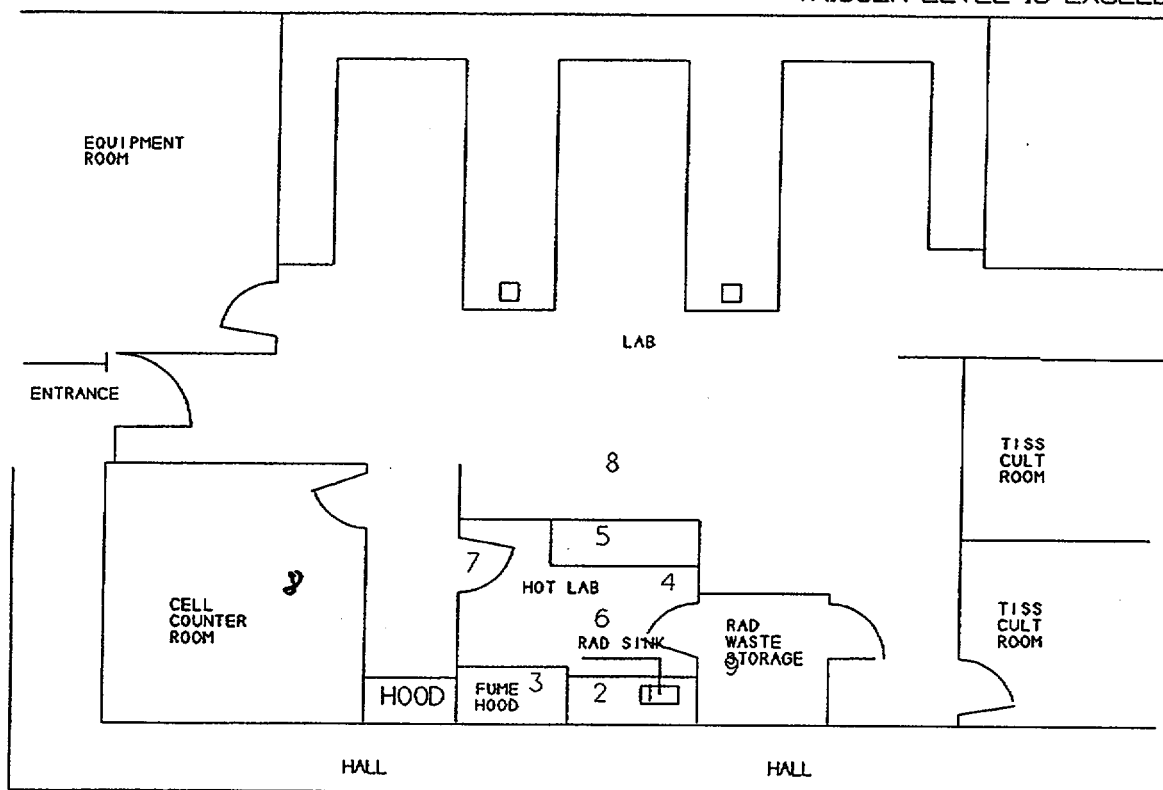 EQUIPMENT
ROOM
LAB
ENTRANCE
8
TISS
CULT
ROOM
5
7
HOT LAB
4
CELL
COUNTER
ROOM
6
RAD SINK
RAD
WASTE
STORAGE
9
TISS
CULT
ROOM
HOOD
FUME
HOOD
3
2
1
HALL
HALL